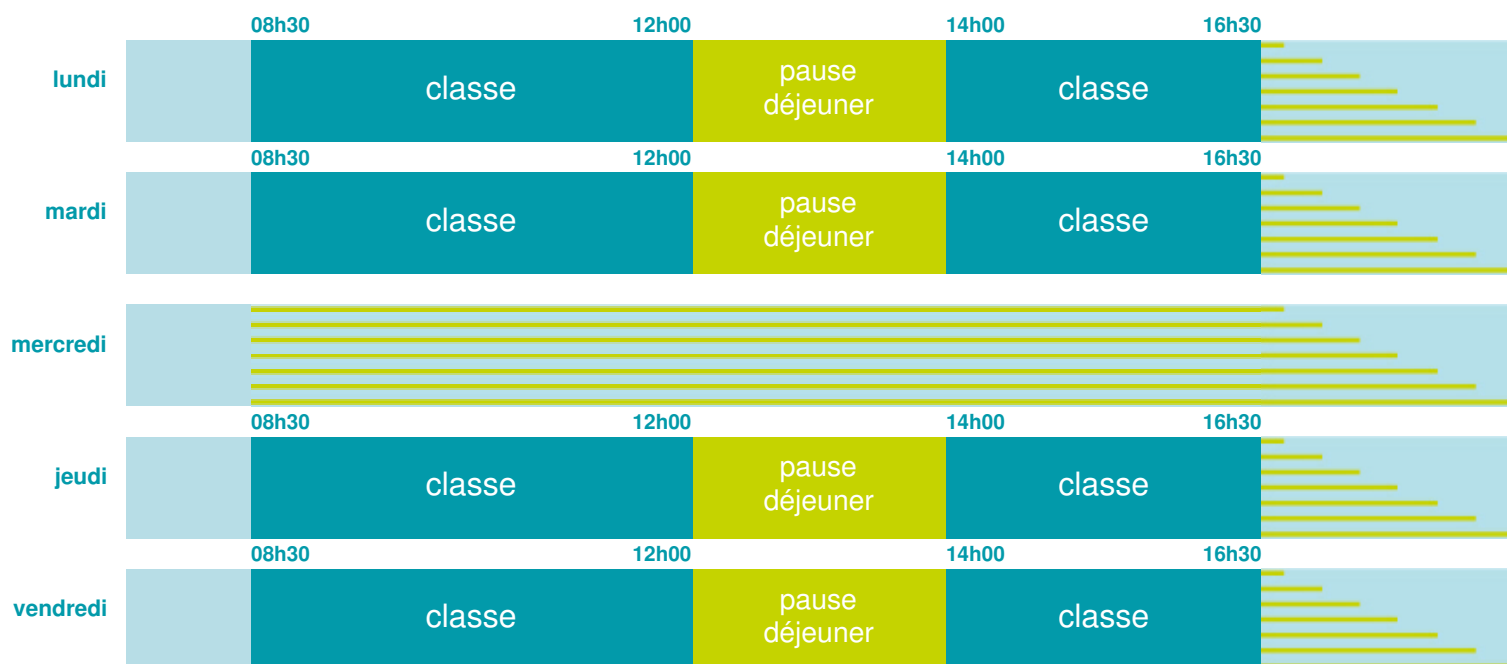 08h30 12h00 14h00 16h30
lundi classe pause déjeuner classe
08h30 12h00 14h00 16h30
mardi classe pause déjeuner classe
mercredi
08h30 12h00 14h00 16h30
jeudi classe pause déjeuner classe
08h30 12h00 14h00 16h30
vendredi classe pause déjeuner classe